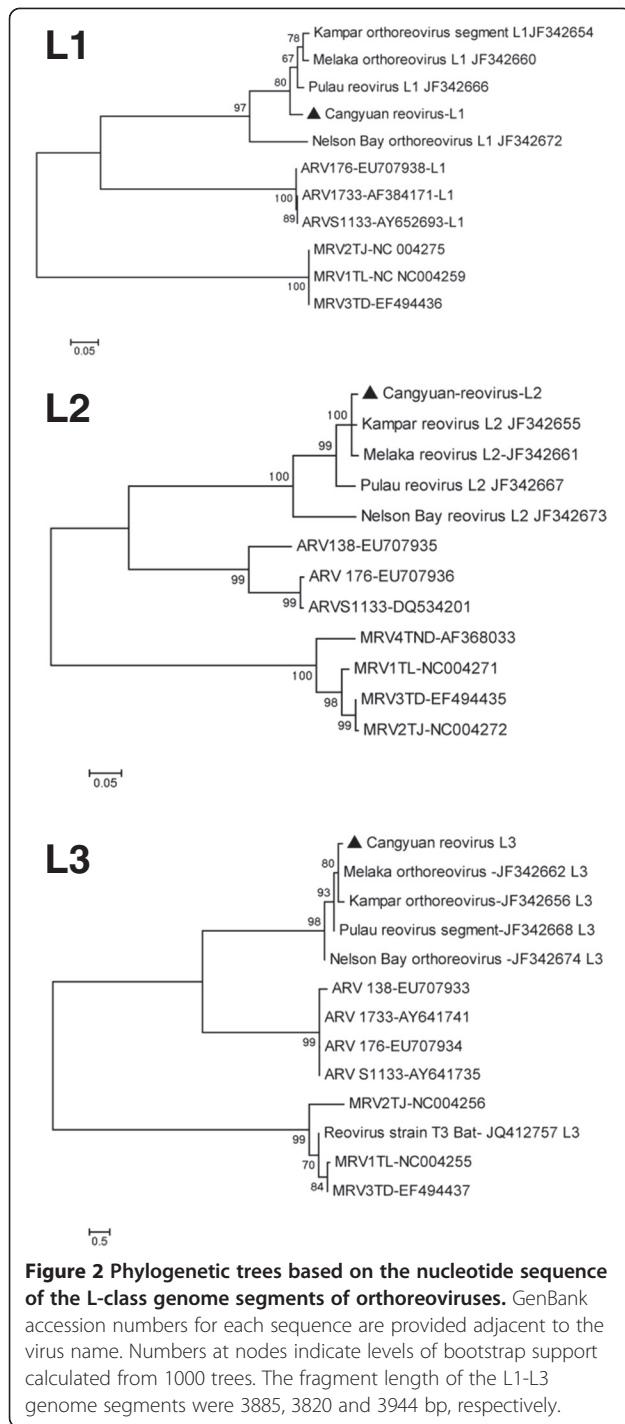 L1
78
Kampar orthoreovirus segment L1JF342654
67
Melaka orthoreovirus L1 JF342660
80
Pulau reovirus L1 JF342666
97
▲ Cangyuan reovirus-L1
Nelson Bay orthoreovirus L1 JF342672
ARV176-EU707938-L1
100
ARV1733-AF384171-L1
89
ARVS1133-AY652693-L1
MRV2TJ-NC 004275
MRV1TL-NC NC004259
100
MRV3TD-EF494436
0.05
L2
▲ Cangyuan-reovirus-L2
100
Kampar reovirus L2 JF342655
99
Melaka reovirus L2-JF342661
100
Pulau reovirus L2 JF342667
Nelson Bay reovirus L2 JF342673
ARV138-EU707935
99
ARV 176-EU707936
99
ARVS1133-DQ534201
MRV4TND-AF368033
100
MRV1TL-NC004271
98
MRV3TD-EF494435
99
MRV2TJ-NC004272
0.05
L3
▲ Cangyuan reovirus L3
80
Melaka orthoreovirus -JF342662 L3
93
Kampar orthoreovirus-JF342656 L3
98
Pulau reovirus segment-JF342668 L3
Nelson Bay orthoreovirus -JF342674 L3
ARV 138-EU707933
ARV 1733-AY641741
99
ARV 176-EU707934
ARV S1133-AY641735
MRV2TJ-NC004256
99
Reovirus strain T3 Bat- JQ412757 L3
70
MRV1TL-NC004255
84
MRV3TD-EF494437
0.5
Figure 2 Phylogenetic trees based on the nucleotide sequence
of the L-class genome segments of orthoreoviruses. GenBank
accession numbers for each sequence are provided adjacent to the
virus name. Numbers at nodes indicate levels of bootstrap support
calculated from 1000 trees. The fragment length of the L1-L3
genome segments were 3885, 3820 and 3944 bp, respectively.